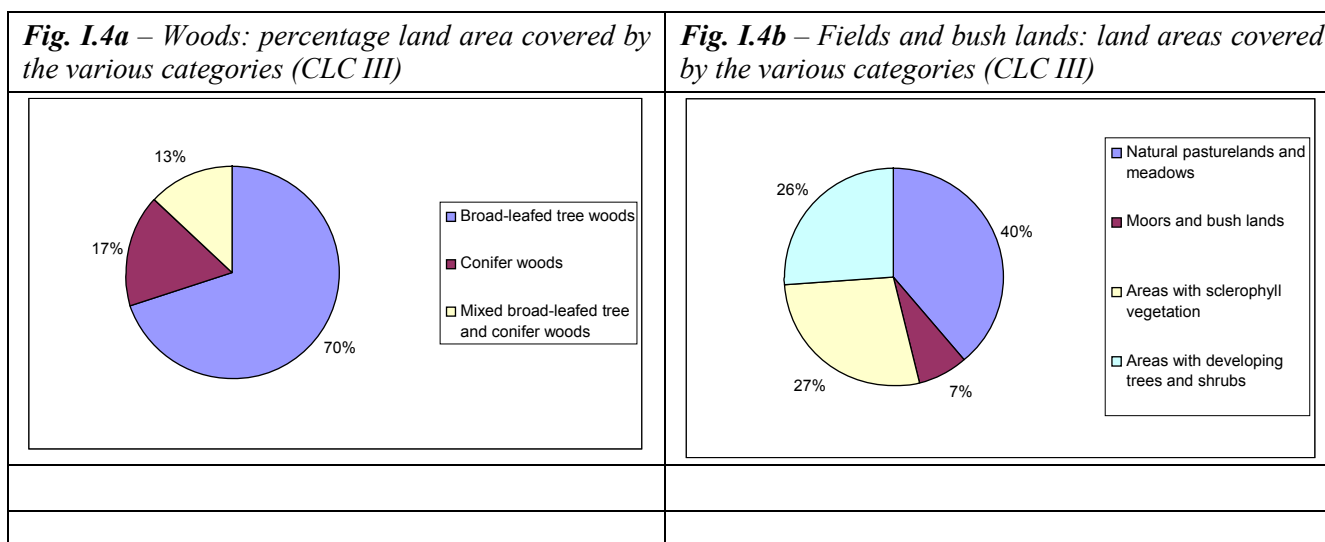 Fig. I.4a – Woods: percentage land area covered by
the various categories (CLC III)
13%
17%
70%
Broad-leafed tree woods
Conifer woods
Mixed broad-leafed tree
and conifer woods
Fig. I.4b – Fields and bush lands: land areas covered
by the various categories (CLC III)
26%
40%
27%
7%
Natural pasturelands and
meadows
Moors and bush lands
Areas with sclerophyll
vegetation
Areas with developing
trees and shrubs